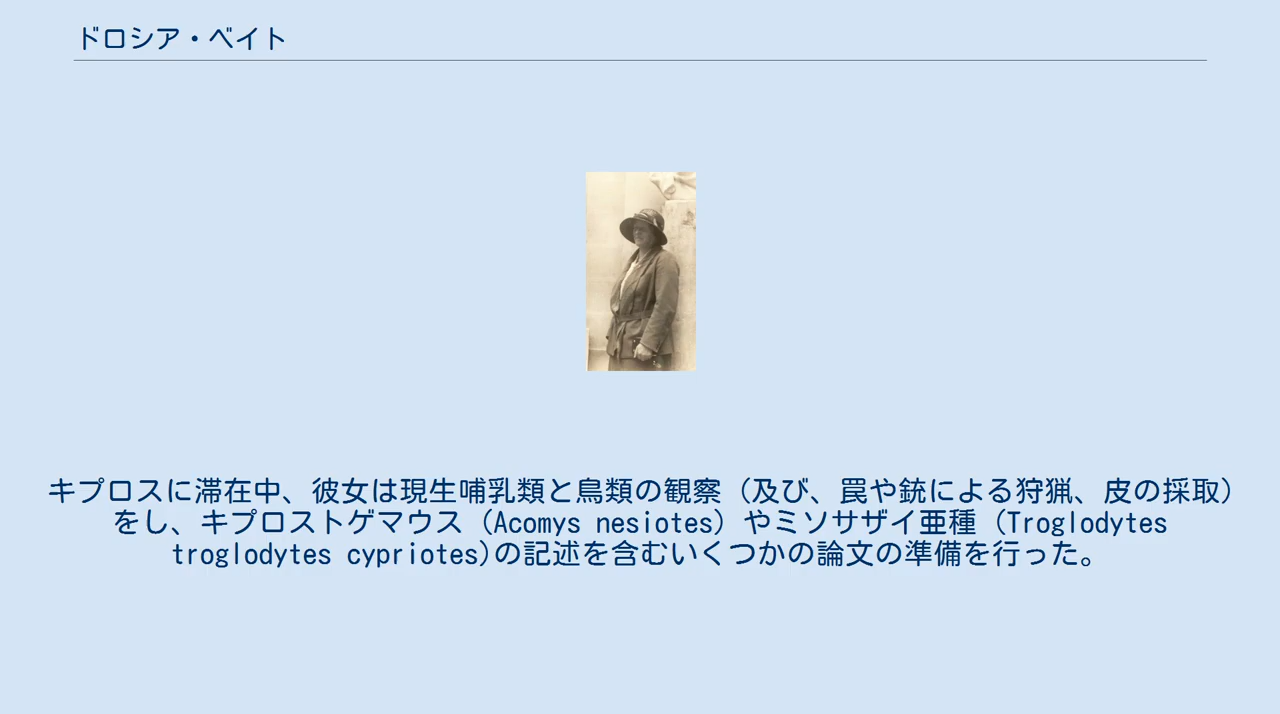 ドロシア・ベイト
キプロスに滞在中、彼女は現生哺乳類と鳥類の観察（及び、罠や銃による狩猟、皮の採取）
をし、キプロストゲマウス（Acomys nesiotes）やミソサザイ亜種（Troglodytes
troglodytes cypriotes)の記述を含むいくつかの論文の準備を行った。